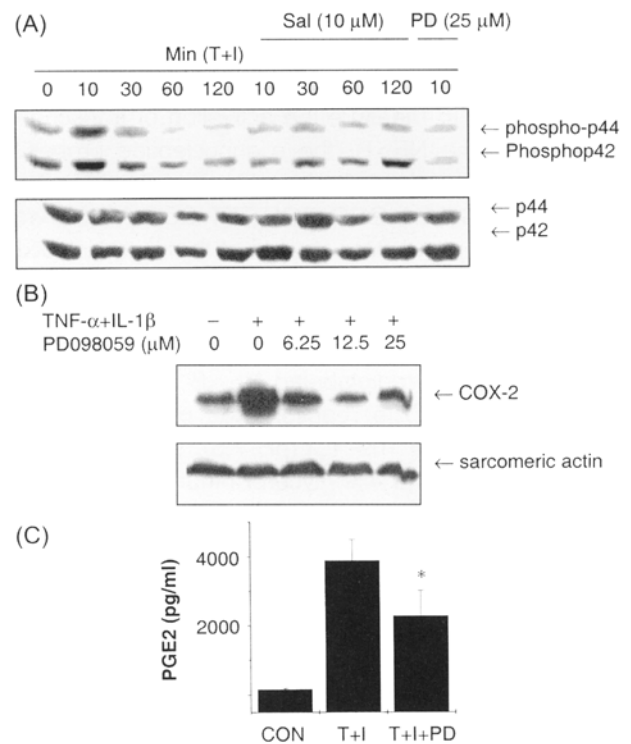 (A)
Sal (10 μM) PD (25 μM)
Min (T+I)
0 10 30 60 120 10 30 60 120 10
← phospho-p44
← Phosphop42
← p44
← p42
(B)
TNF-α+IL-1β − + + + +
PD098059 (μM) 0 0 6.25 12.5 25
← COX-2
← sarcomeric actin
(C)
PGE2 (pg/ml)
4000
*
2000
CON T+I T+I+PD